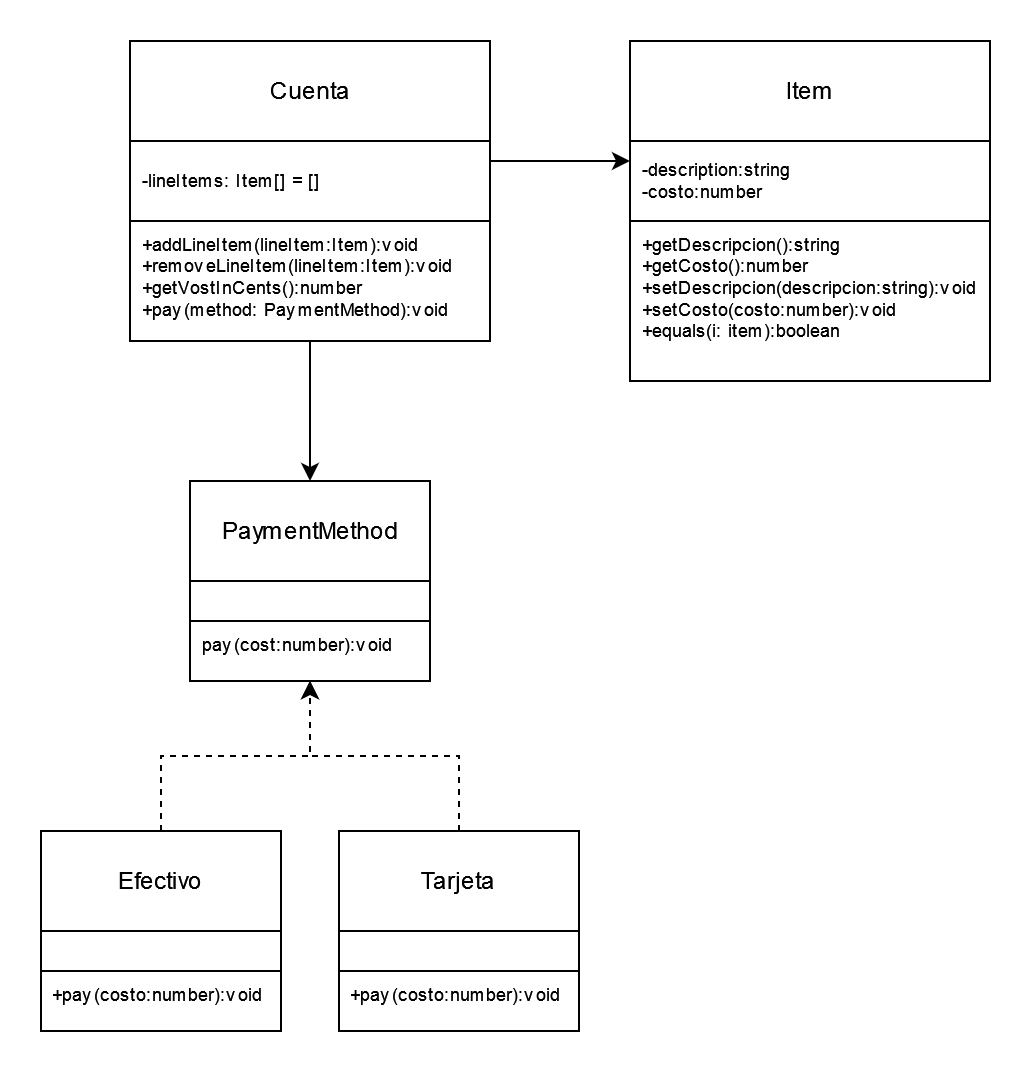 Cuenta
-lineItems: Item[] = []
+addLineItem(lineItem:Item):void
+removeLineItem(lineItem:Item):void
+getVostInCents():number
+pay(method: PaymentMethod):void
Item
-description:string
-costo:number
+getDescripcion():string
+getCosto():number
+setDescripcion(descripcion:string):void
+setCosto(costo:number):void
+equals(i: item):boolean
PaymentMethod
pay(cost:number):void
Efectivo
+pay(costo:number):void
Tarjeta
+pay(costo:number):void